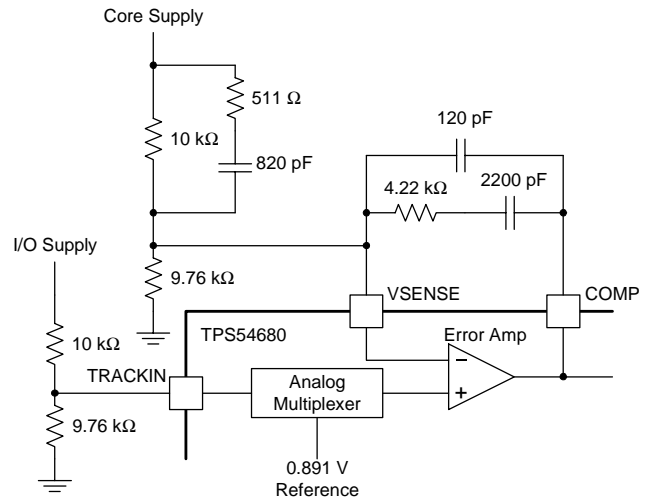 Core Supply
511 Ω
10 kΩ
820 pF
120 pF
4.22 kΩ
2200 pF
I/O Supply
9.76 kΩ
VSENSE
COMP
TPS54680
Error Amp
10 kΩ
TRACKIN
Analog
Multiplexer
−
+
9.76 kΩ
0.891 V
Reference